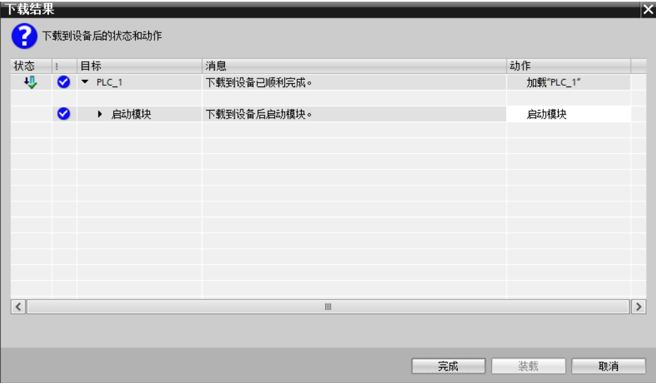 下载结果
下载到设备后的状态和动作
状态 ! 目标 消息 动作
PLC_1 下载到设备已顺利完成。 加载"PLC_1"
启动模块 下载到设备后启动模块。 启动模块
完成 装载 取消